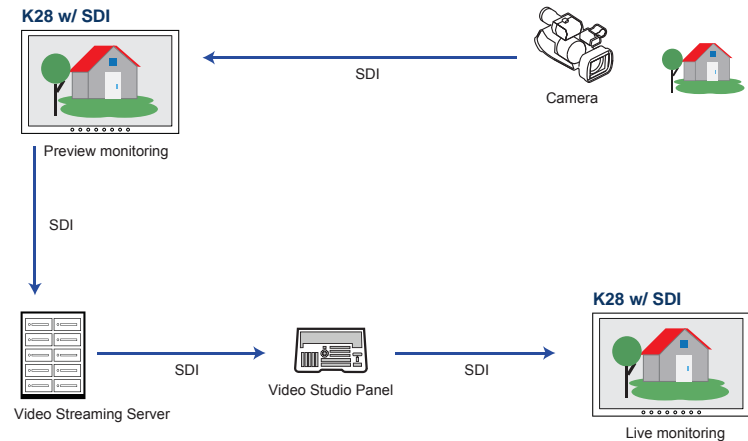 K28 w/ SDI
SDI
Camera
Preview monitoring
SDI
K28 w/ SDI
SDI
Video Studio Panel
SDI
Video Streaming Server
Live monitoring